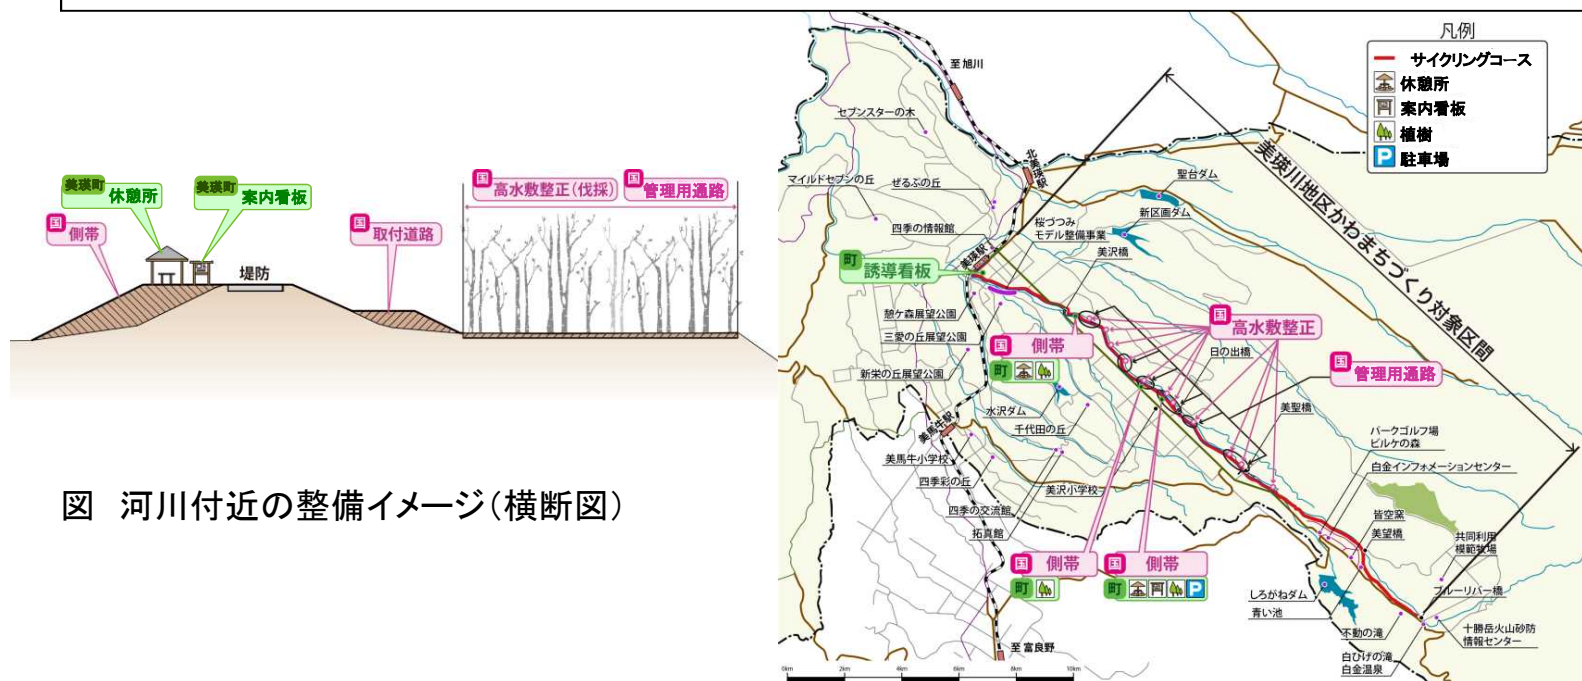 美瑛町
休憩所
美瑛町
案内看板
国
側帯
堤防
国
取付道路
国
高水敷整正(伐採)
国
管理用通路
図 河川付近の整備イメージ(横断図)
凡例
サイクリングコース
休憩所
案内看板
植樹
P
駐車場
至 旭川
セブンスターの木
北美瑛駅
マイルドセブンの丘
ぜるぶの丘
四季の情報館
桜づつみ
モデル整備事業
美沢橋
聖台ダム
新区画ダム
美瑛川地区かわまちづくり対象区間
美瑛駅
町
誘導看板
憩ケ森展望公園
三愛の丘展望公園
国
側帯
町
新栄の丘展望公園
水沢ダム
千代田の丘
美馬牛駅
美馬牛小学校
四季彩の丘
四季の交流館
拓真館
美沢小学校
国
高水敷整正
日の出橋
国
管理用通路
美聖橋
パークゴルフ場
ビルケの森
白金インフォメーションセンター
皆空窯
美望橋
共同利用
模範牧場
国
側帯
町
国
側帯
町
P
しろがねダム
青い池
ブルーリバー橋
不動の滝
白ひげの滝
白金温泉
十勝岳火山砂防
情報センター
至 富良野
0km
2km
4km
6km
8km
10km